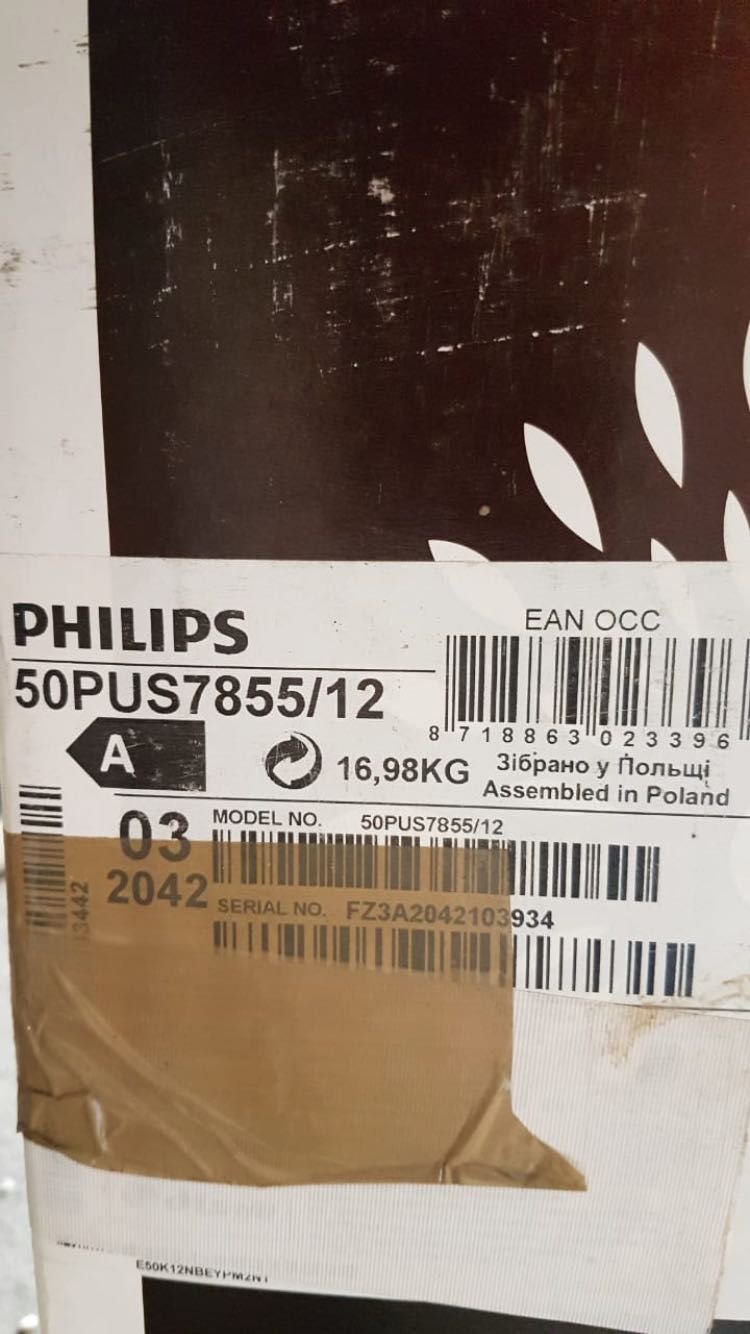 PHILIPS
EAN OCC
50PUS7855/12
8 718863 023396
A
16,98KG
Зібрано у Польщі
Assembled in Poland
03
MODEL NO. 50PUS7855/12
2042
SERIAL NO. FZ3A2042103934